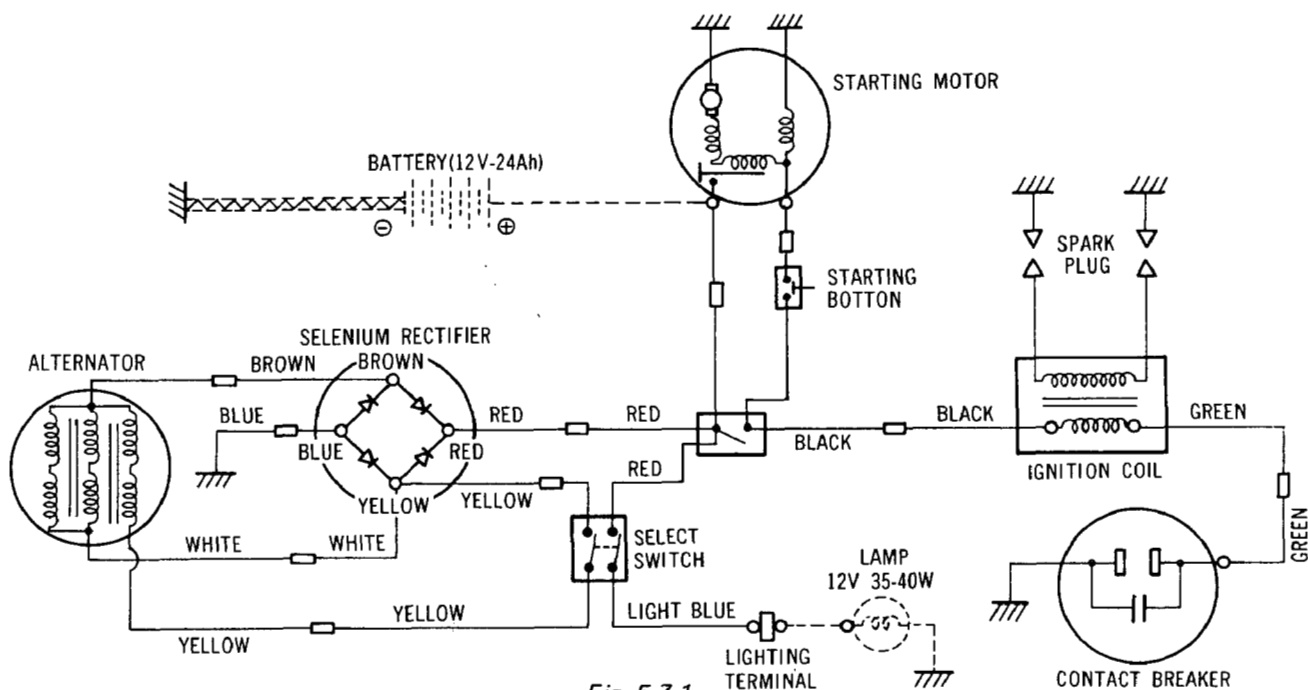 STARTING MOTOR
BATTERY(12V-24Ah)
⊖
⊕
SPARK
PLUG
STARTING
BOTTON
SELENIUM RECTIFIER
ALTERNATOR
BROWN
BROWN
BLUE
RED
RED
BLACK
GREEN
BLUE
RED
BLACK
RED
IGNITION COIL
YELLOW
YELLOW
GREEN
WHITE
WHITE
SELECT
SWITCH
LAMP
12V 35-40W
YELLOW
LIGHT BLUE
YELLOW
LIGHTING
TERMINAL
CONTACT BREAKER